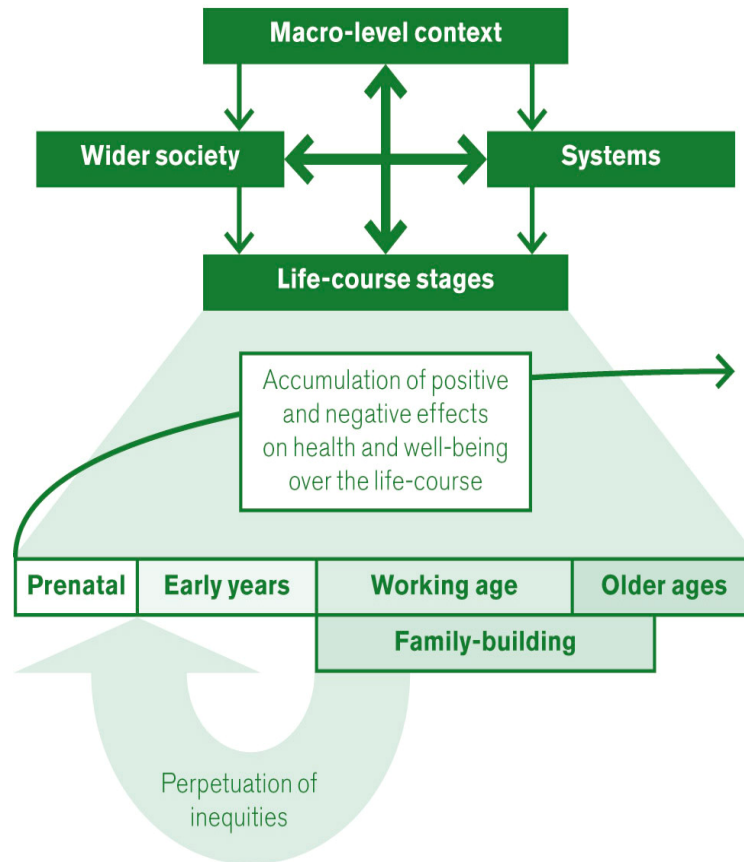 Macro-level context
Wider society
Systems
Life-course stages
Accumulation of positive
and negative effects
on health and well-being
over the life-course
Prenatal
Early years
Working age
Older ages
Family-building
Perpetuation of
inequities